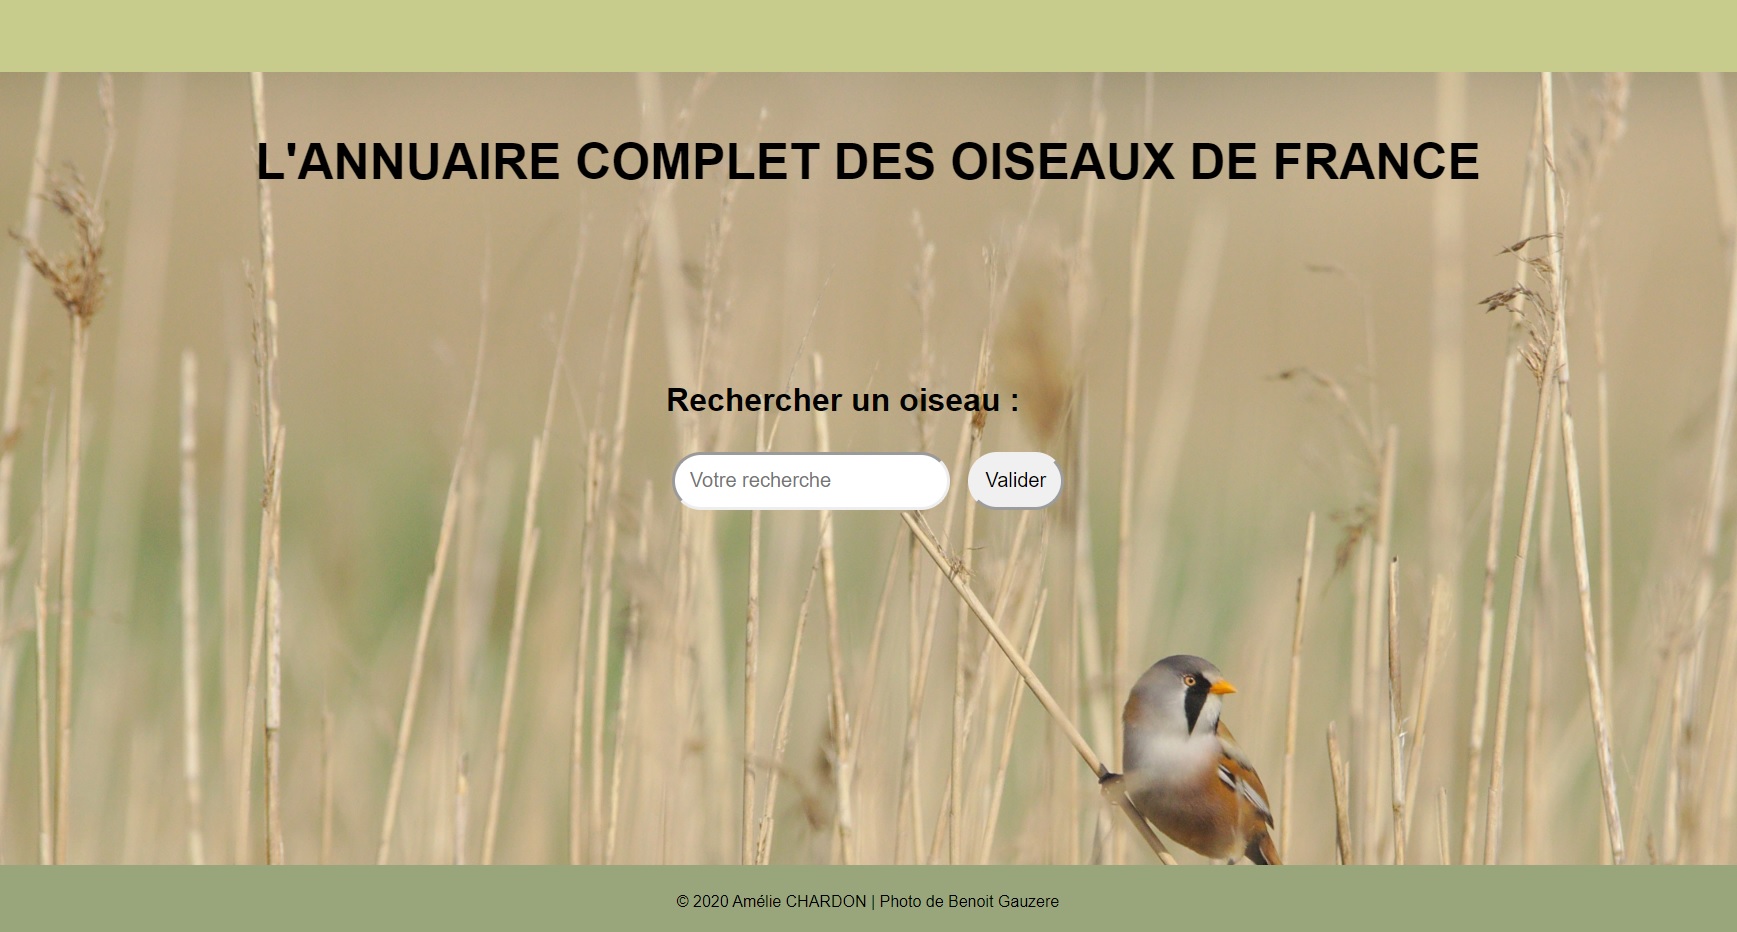 L'ANNUAIRE COMPLET DES OISEAUX DE FRANCE
Rechercher un oiseau :
Votre recherche
Valider
© 2020 Amélie CHARDON | Photo de Benoit Gauzere